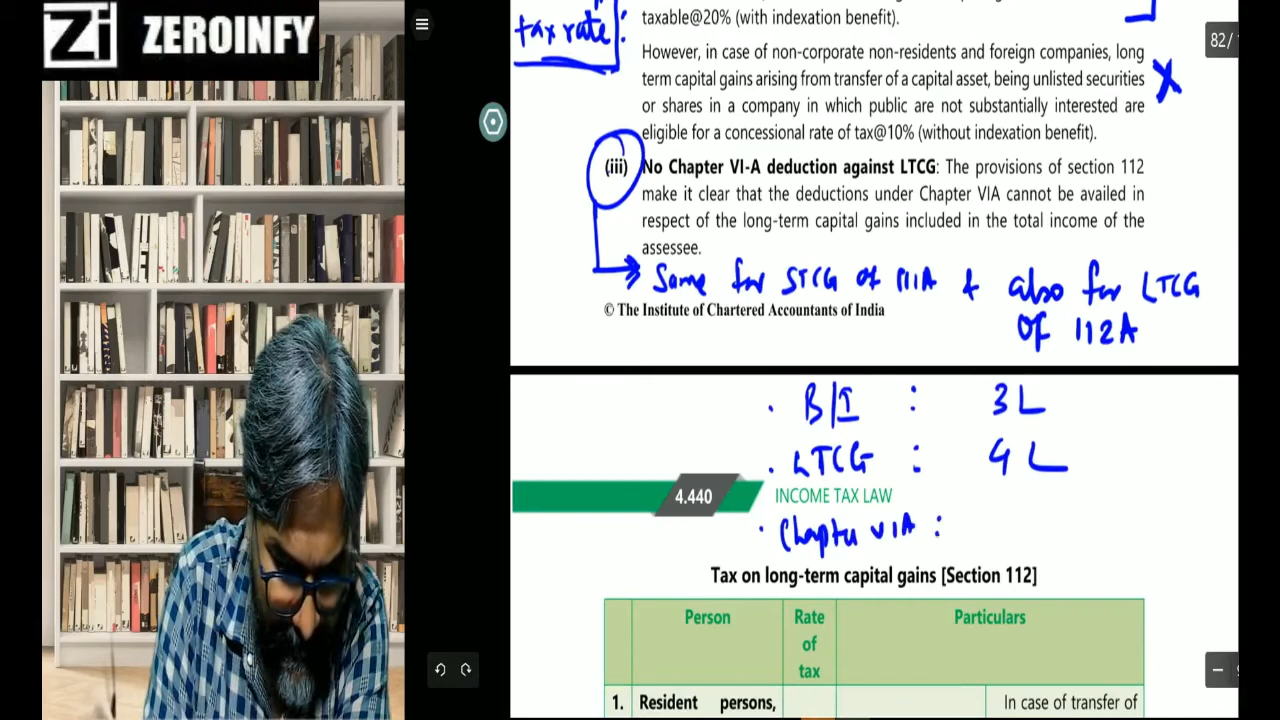 Zi ZEROINFY
82/
tax rate :
taxable@20% (with indexation benefit).
However, in case of non-corporate non-residents and foreign companies, long
term capital gains arising from transfer of a capital asset, being unlisted securities
or shares in a company in which public are not substantially interested are
eligible for a concessional rate of tax@10% (without indexation benefit).
(iii) No Chapter VI-A deduction against LTCG: The provisions of section 112
make it clear that the deductions under Chapter VIA cannot be availed in
respect of the long-term capital gains included in the total income of the
assessee.
Same for STCG of 111A & also for LTCG
of 112A
© The Institute of Chartered Accountants of India
. B/I : 3 L
. LTCG : 4 L
4.440 INCOME TAX LAW
. Chapter VIA :
Tax on long-term capital gains [Section 112]
Person Rate of tax Particulars
1. Resident persons, In case of transfer of